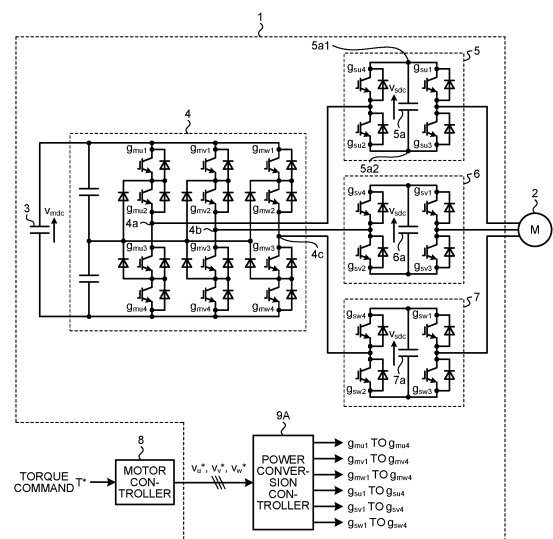 1
5a1
5
gsu4
gsu1
vsdc
5a
gsu2
gsu3
5a2
4
gmu1
gmv1
gmw1
3
vmdc
gmu2
gmv2
gmw2
4a
4b
4c
gmu3
gmv3
gmw3
gmu4
gmv4
gmw4
6
gsv4
gsv1
vsdc
6a
gsv2
gsv3
2
M
7
gsw4
gsw1
vsdc
7a
gsw2
gsw3
8
9A
TORQUE
COMMAND T*
MOTOR
CON-
TROLLER
vu*, vv*, vw*
POWER
CONVER-
SION CON-
TROLLER
gmu1 TO gmu4
gmv1 TO gmv4
gmw1 TO gmw4
gsu1 TO gsu4
gsv1 TO gsv4
gsw1 TO gsw4